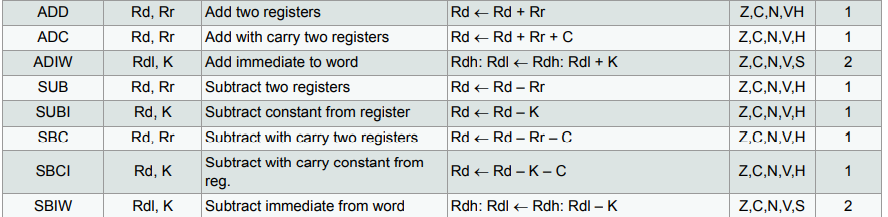 ADD Rd, Rr Add two registers Rd ← Rd + Rr Z,C,N,VH 1
ADC Rd, Rr Add with carry two registers Rd ← Rd + Rr + C Z,C,N,V,H 1
ADIW Rdl, K Add immediate to word Rdh: Rdl ← Rdh: Rdl + K Z,C,N,V,S 2
SUB Rd, Rr Subtract two registers Rd ← Rd – Rr Z,C,N,V,H 1
SUBI Rd, K Subtract constant from register Rd ← Rd – K Z,C,N,V,H 1
SBC Rd, Rr Subtract with carry two registers Rd ← Rd – Rr – C Z,C,N,V,H 1
SBCI Rd, K Subtract with carry constant from
reg. Rd ← Rd – K – C Z,C,N,V,H 1
SBIW Rdl, K Subtract immediate from word Rdh: Rdl ← Rdh: Rdl – K Z,C,N,V,S 2